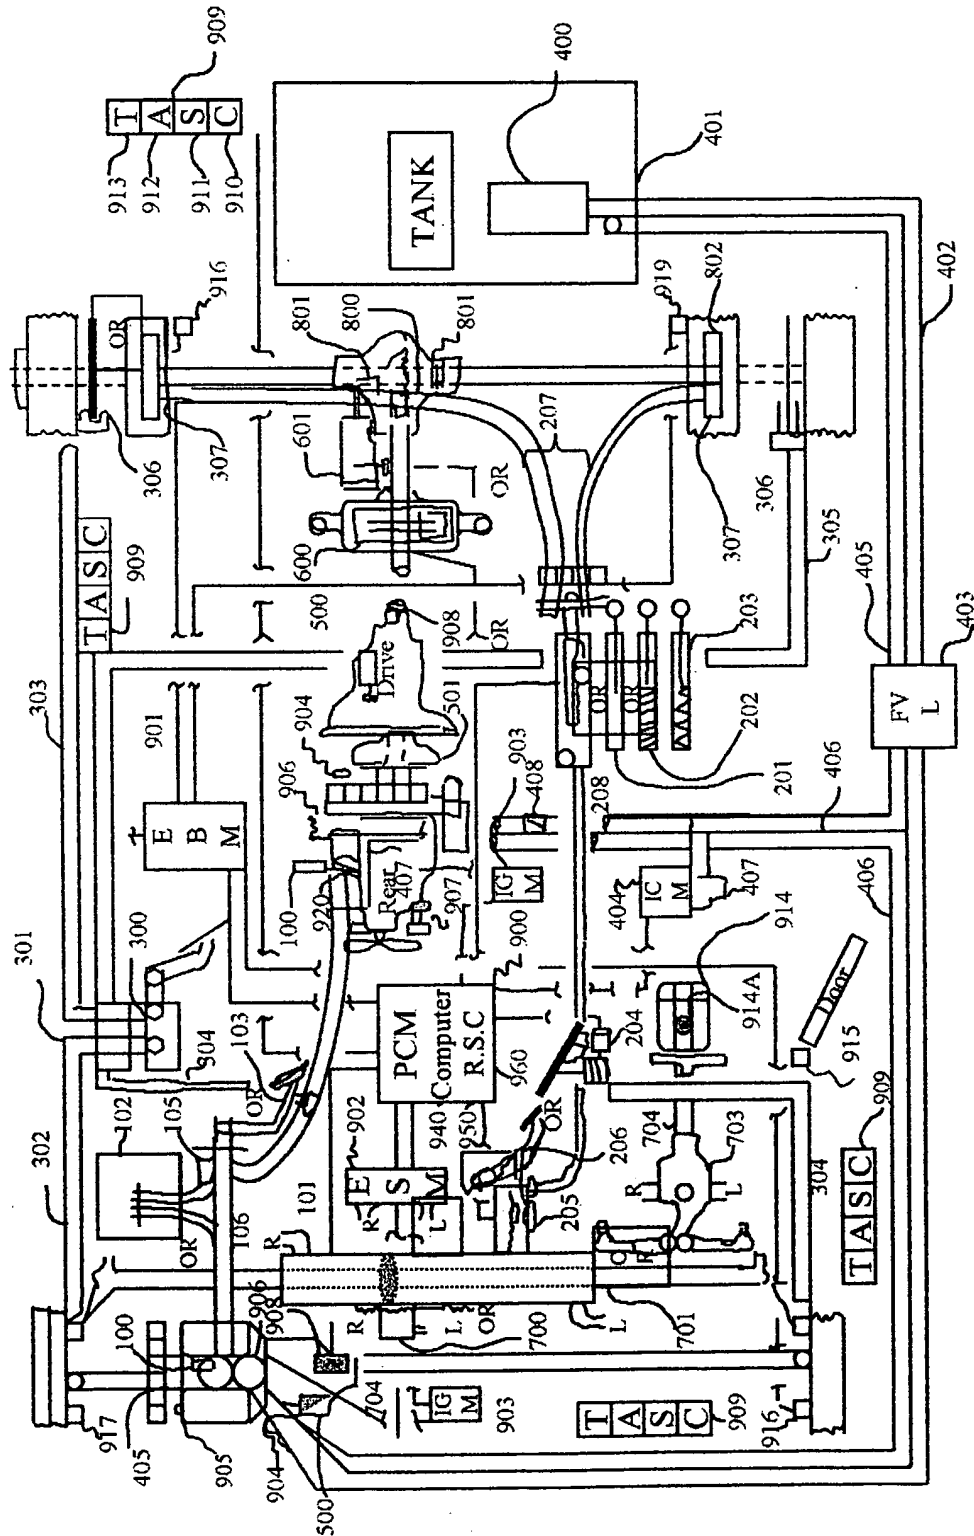 500
904
905
405
917
100
908
906
OR
106
OR
302
102
105
301
300
303
304
103
OR
101
R
902
E
S
M
R
L
940
950
960
PCM
Computer
R.S.C
900
901
E
B
M
100
920
906
904
Rear
407
907
Drive
908
501
OR
500
T A S C
909
600
601
OR
306
307
OR
916
801
800
801
913
912
911
910
T
A
S
C
909
TANK
400
401
919
802
207
307
306
305
203
202
201
OR
OR
208
903
408
IG
M
404
IC
M
407
406
406
405
FV
L
403
402
914
914A
Door
915
204
OR
206
205
704
703
R
L
O
R
304
909
T A S C
701
L
R
L
OR
700
704
IG
M
903
T A S C
909
916